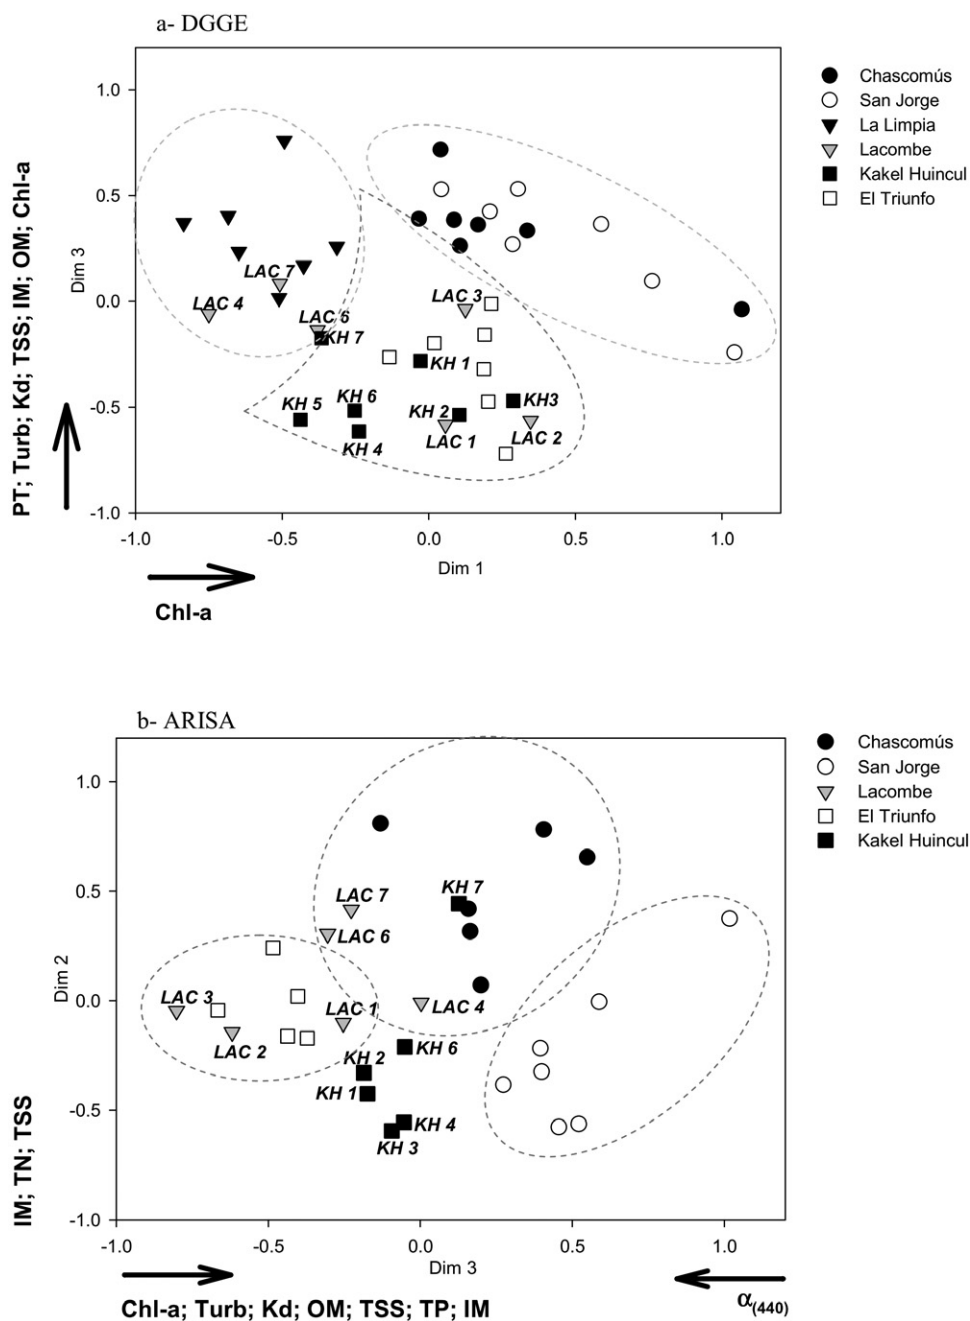 a- DGGE
Chascomús
San Jorge
La Limpia
Lacombe
Kakel Huincul
El Triunfo
PT; Turb; Kd; TSS; IM; OM; Chl-a
Dim 3
1.0
0.5
0.0
-0.5
-1.0
LAC 7
LAC 4
LAC 6
KH 7
LAC 3
KH 1
KH 5
KH 6
KH 4
KH 2
KH3
LAC 1
LAC 2
-1.0
-0.5
0.0
0.5
1.0
Dim 1
Chl-a
b- ARISA
Chascomús
San Jorge
Lacombe
El Triunfo
Kakel Huincul
IM; TN; TSS
Dim 2
1.0
0.5
0.0
-0.5
-1.0
LAC 7
KH 7
LAC 6
LAC 3
LAC 1
LAC 4
LAC 2
KH 2
KH 6
KH 1
KH 4
KH 3
-1.0
-0.5
0.0
0.5
1.0
Dim 3
Chl-a; Turb; Kd; OM; TSS; TP; IM
α(440)